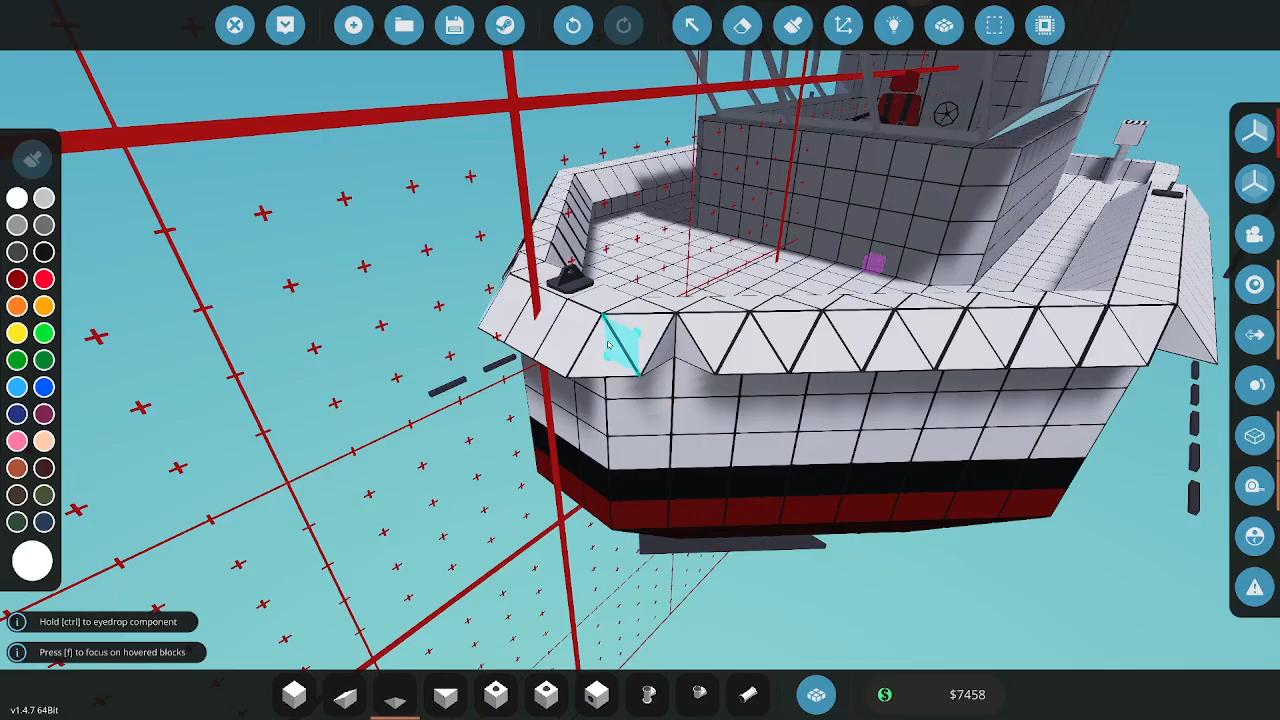 Hold [ctrl] to eyedrop component
Press [f] to focus on hovered blocks
v1.4.7 64Bit
$7458